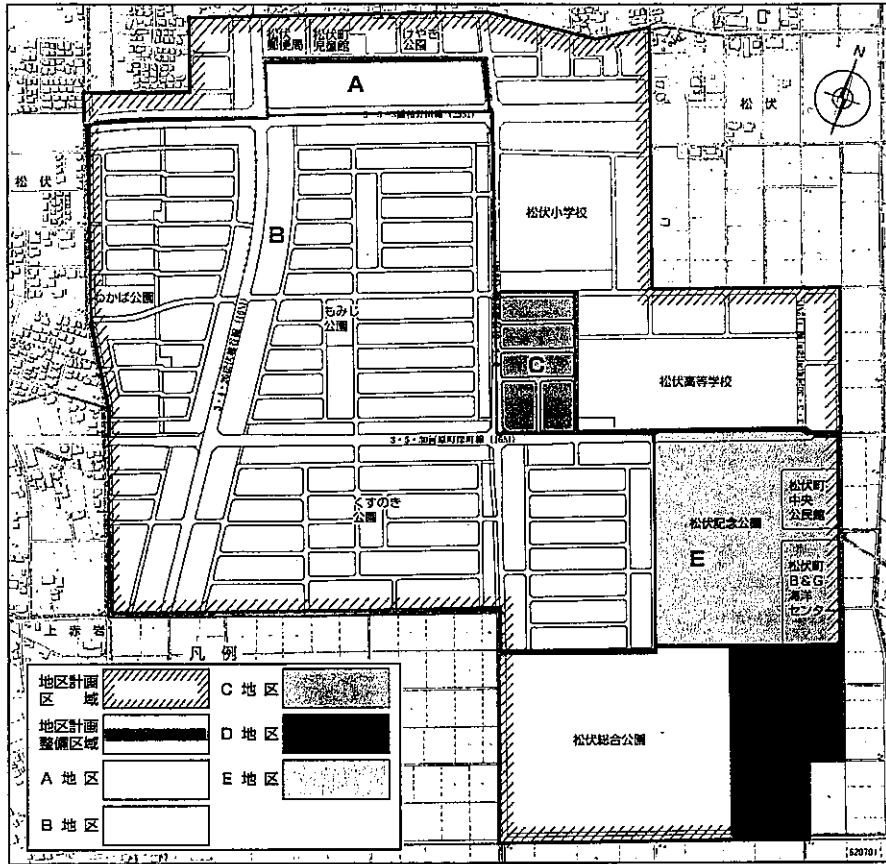 松伏
郵便局
松伏町
児童館
けやき
公園
A
N
松伏
松伏
松伏小学校
B
かば公園
もみじ
公園
C
松伏高等学校
くすのき
公園
松伏記念公園
松伏町
中央
公民館
E
松伏町
B&G
海洋
センター
上赤岩
凡例
地区計画
区域
C地区
地区計画
整備区域
D地区
A地区
E地区
B地区
松伏総合公園
620701